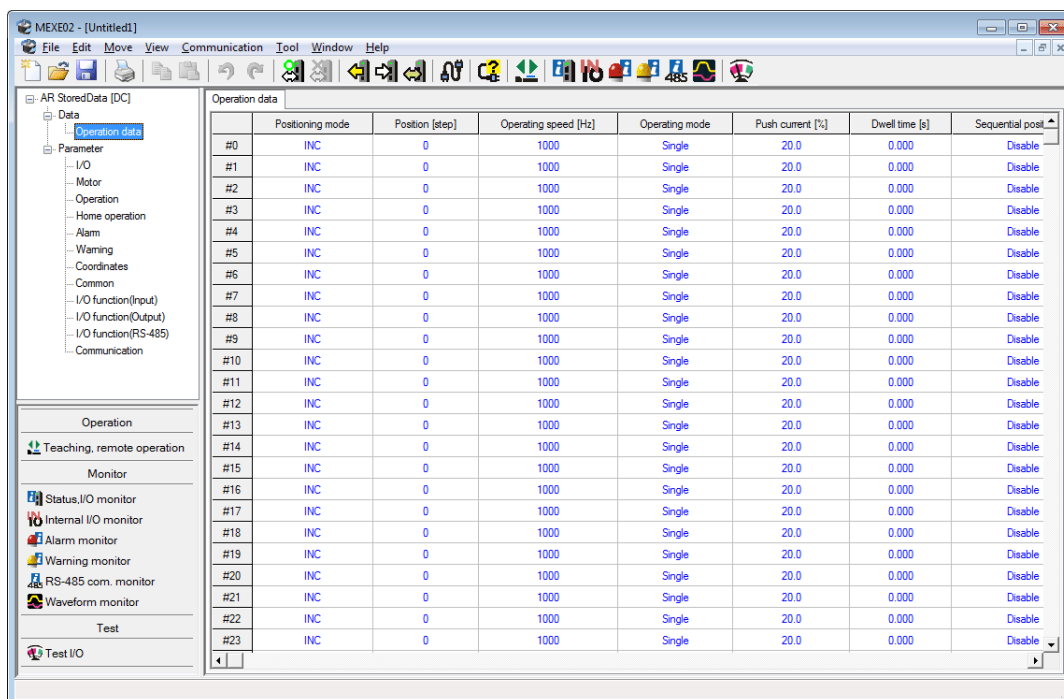 MEXE02 - [Untitled1]
File Edit Move View Communication Tool Window Help
AR StoredData [DC]
Data
Operation data
Parameter
I/O
Motor
Operation
Home operation
Alarm
Warning
Coordinates
Common
I/O function(Input)
I/O function(Output)
I/O function(RS-485)
Communication
Operation
Teaching, remote operation
Monitor
Status,I/O monitor
Internal I/O monitor
Alarm monitor
Warning monitor
RS-485 com. monitor
Waveform monitor
Test
Test I/O
Operation data
Positioning mode Position [step] Operating speed [Hz] Operating mode Push current [%] Dwell time [s] Sequential posit
#0 INC 0 1000 Single 20.0 0.000 Disable
#1 INC 0 1000 Single 20.0 0.000 Disable
#2 INC 0 1000 Single 20.0 0.000 Disable
#3 INC 0 1000 Single 20.0 0.000 Disable
#4 INC 0 1000 Single 20.0 0.000 Disable
#5 INC 0 1000 Single 20.0 0.000 Disable
#6 INC 0 1000 Single 20.0 0.000 Disable
#7 INC 0 1000 Single 20.0 0.000 Disable
#8 INC 0 1000 Single 20.0 0.000 Disable
#9 INC 0 1000 Single 20.0 0.000 Disable
#10 INC 0 1000 Single 20.0 0.000 Disable
#11 INC 0 1000 Single 20.0 0.000 Disable
#12 INC 0 1000 Single 20.0 0.000 Disable
#13 INC 0 1000 Single 20.0 0.000 Disable
#14 INC 0 1000 Single 20.0 0.000 Disable
#15 INC 0 1000 Single 20.0 0.000 Disable
#16 INC 0 1000 Single 20.0 0.000 Disable
#17 INC 0 1000 Single 20.0 0.000 Disable
#18 INC 0 1000 Single 20.0 0.000 Disable
#19 INC 0 1000 Single 20.0 0.000 Disable
#20 INC 0 1000 Single 20.0 0.000 Disable
#21 INC 0 1000 Single 20.0 0.000 Disable
#22 INC 0 1000 Single 20.0 0.000 Disable
#23 INC 0 1000 Single 20.0 0.000 Disable